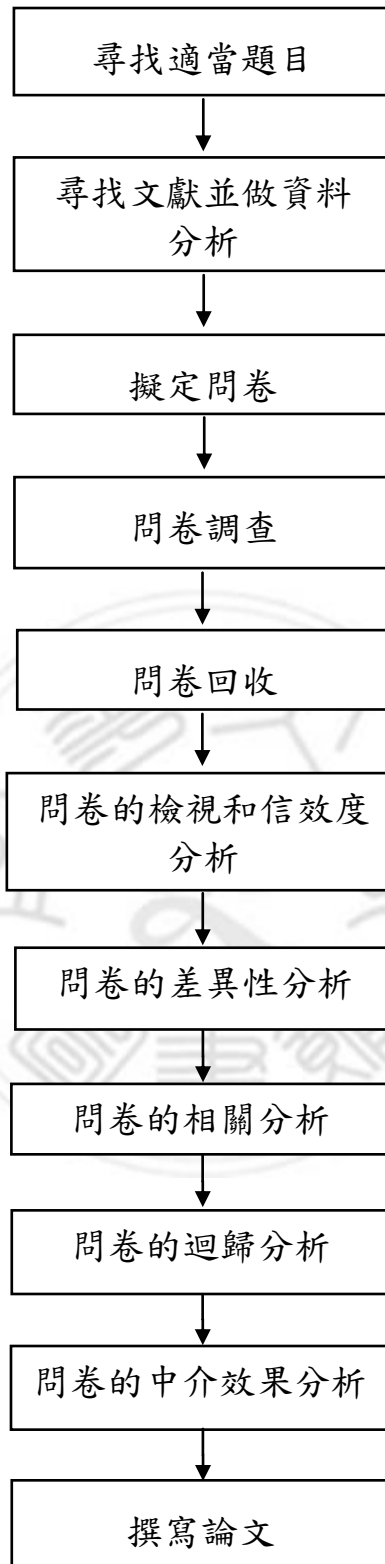 尋找適當題目
尋找文獻並做資料
分析
擬定問卷
問卷調查
問卷回收
問卷的檢視和信效度
分析
問卷的差異性分析
問卷的相關分析
問卷的迴歸分析
問卷的中介效果分析
撰寫論文